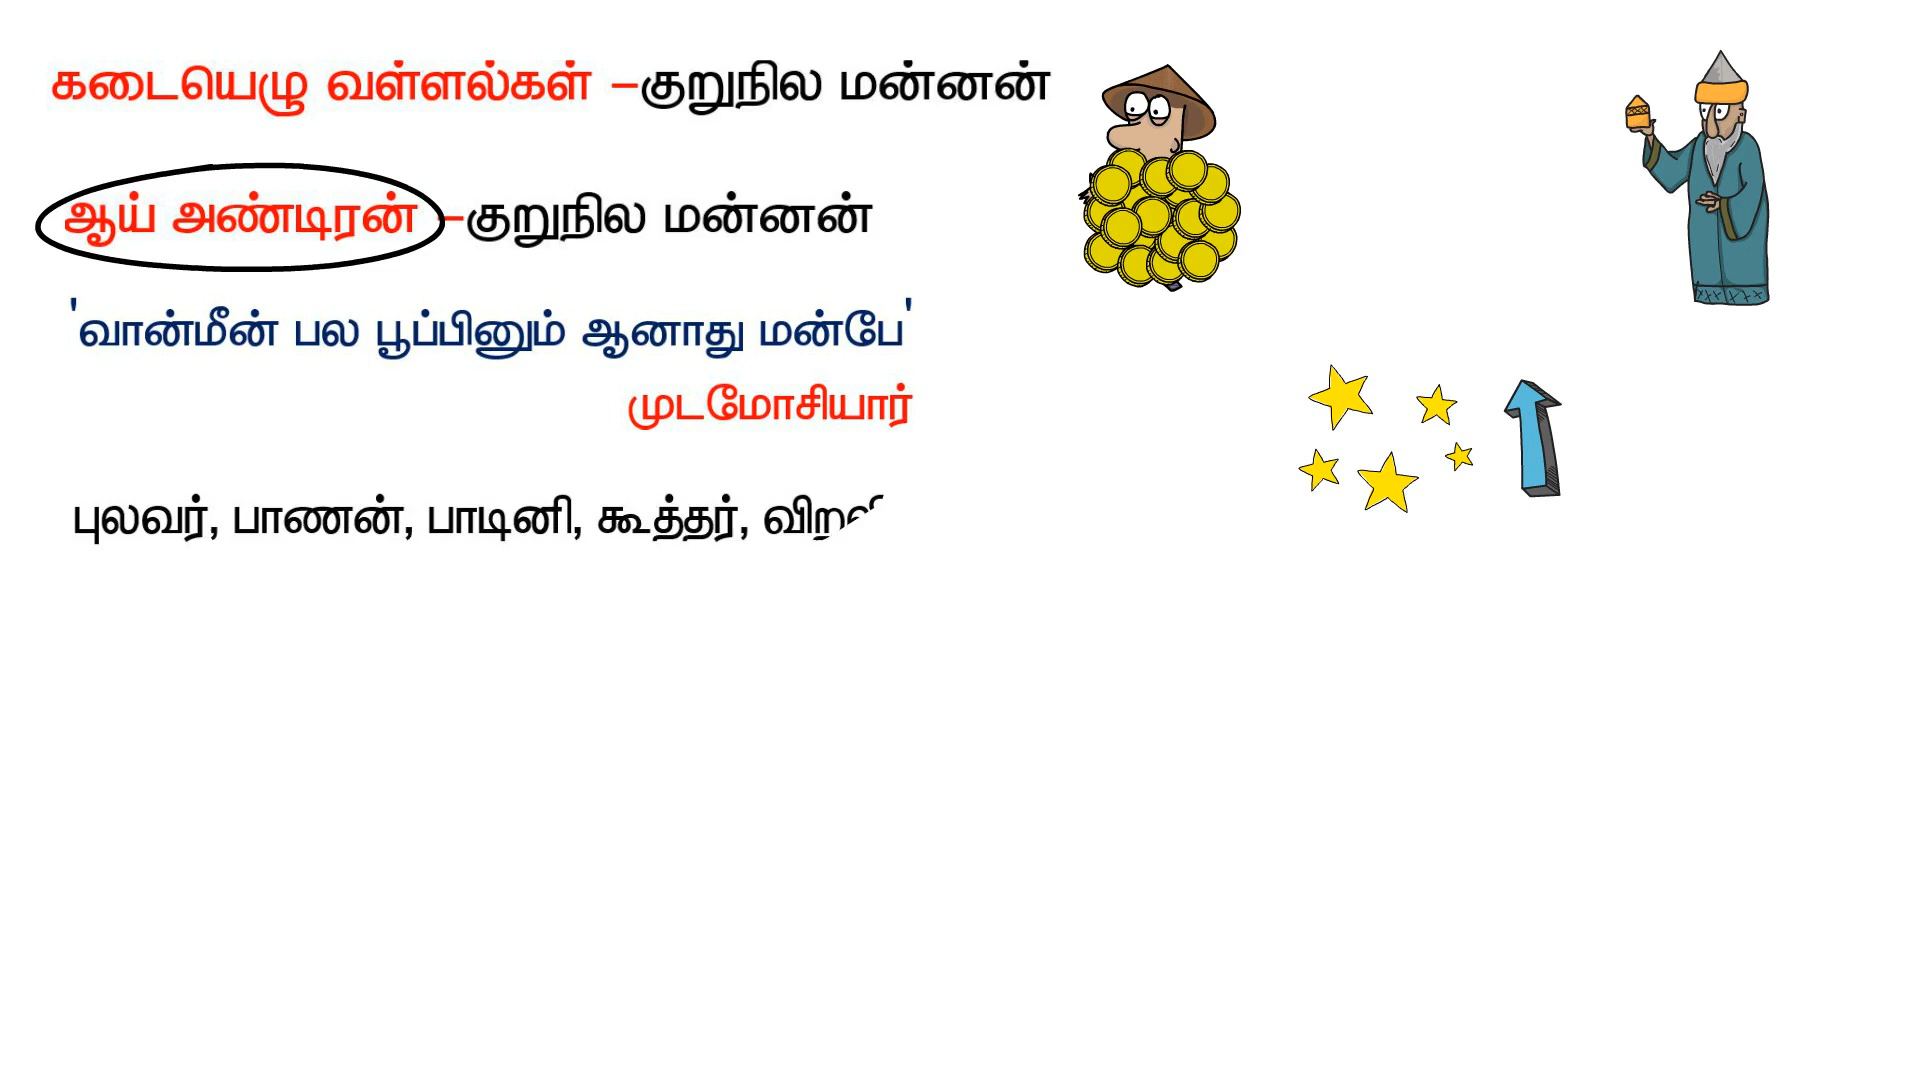 கடையெழு வள்ளல்கள் –குறுநில மன்னன்
ஆய் அண்டிரன் –குறுநில மன்னன்
'வான்மீன் பல பூப்பினும் ஆனாது மன்பே'
முடமோசியார்
புலவர், பாணன், பாடினி, கூத்தர்,